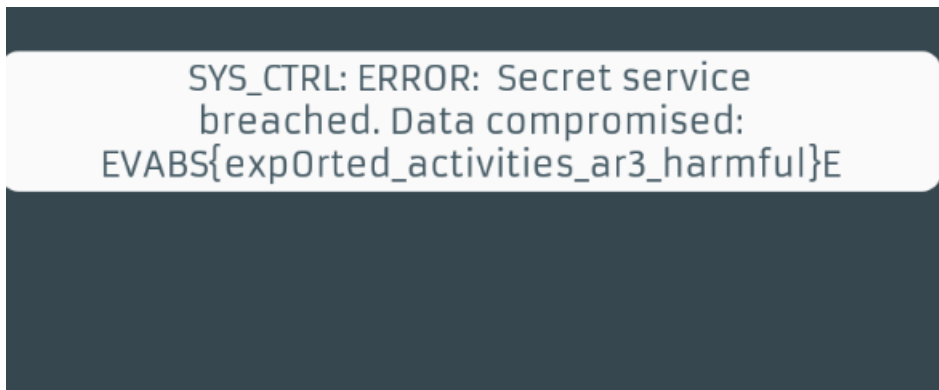 SYS_CTRL: ERROR:  Secret service
breached. Data compromised:
EVABS{exp0rted_activities_ar3_harmful}E